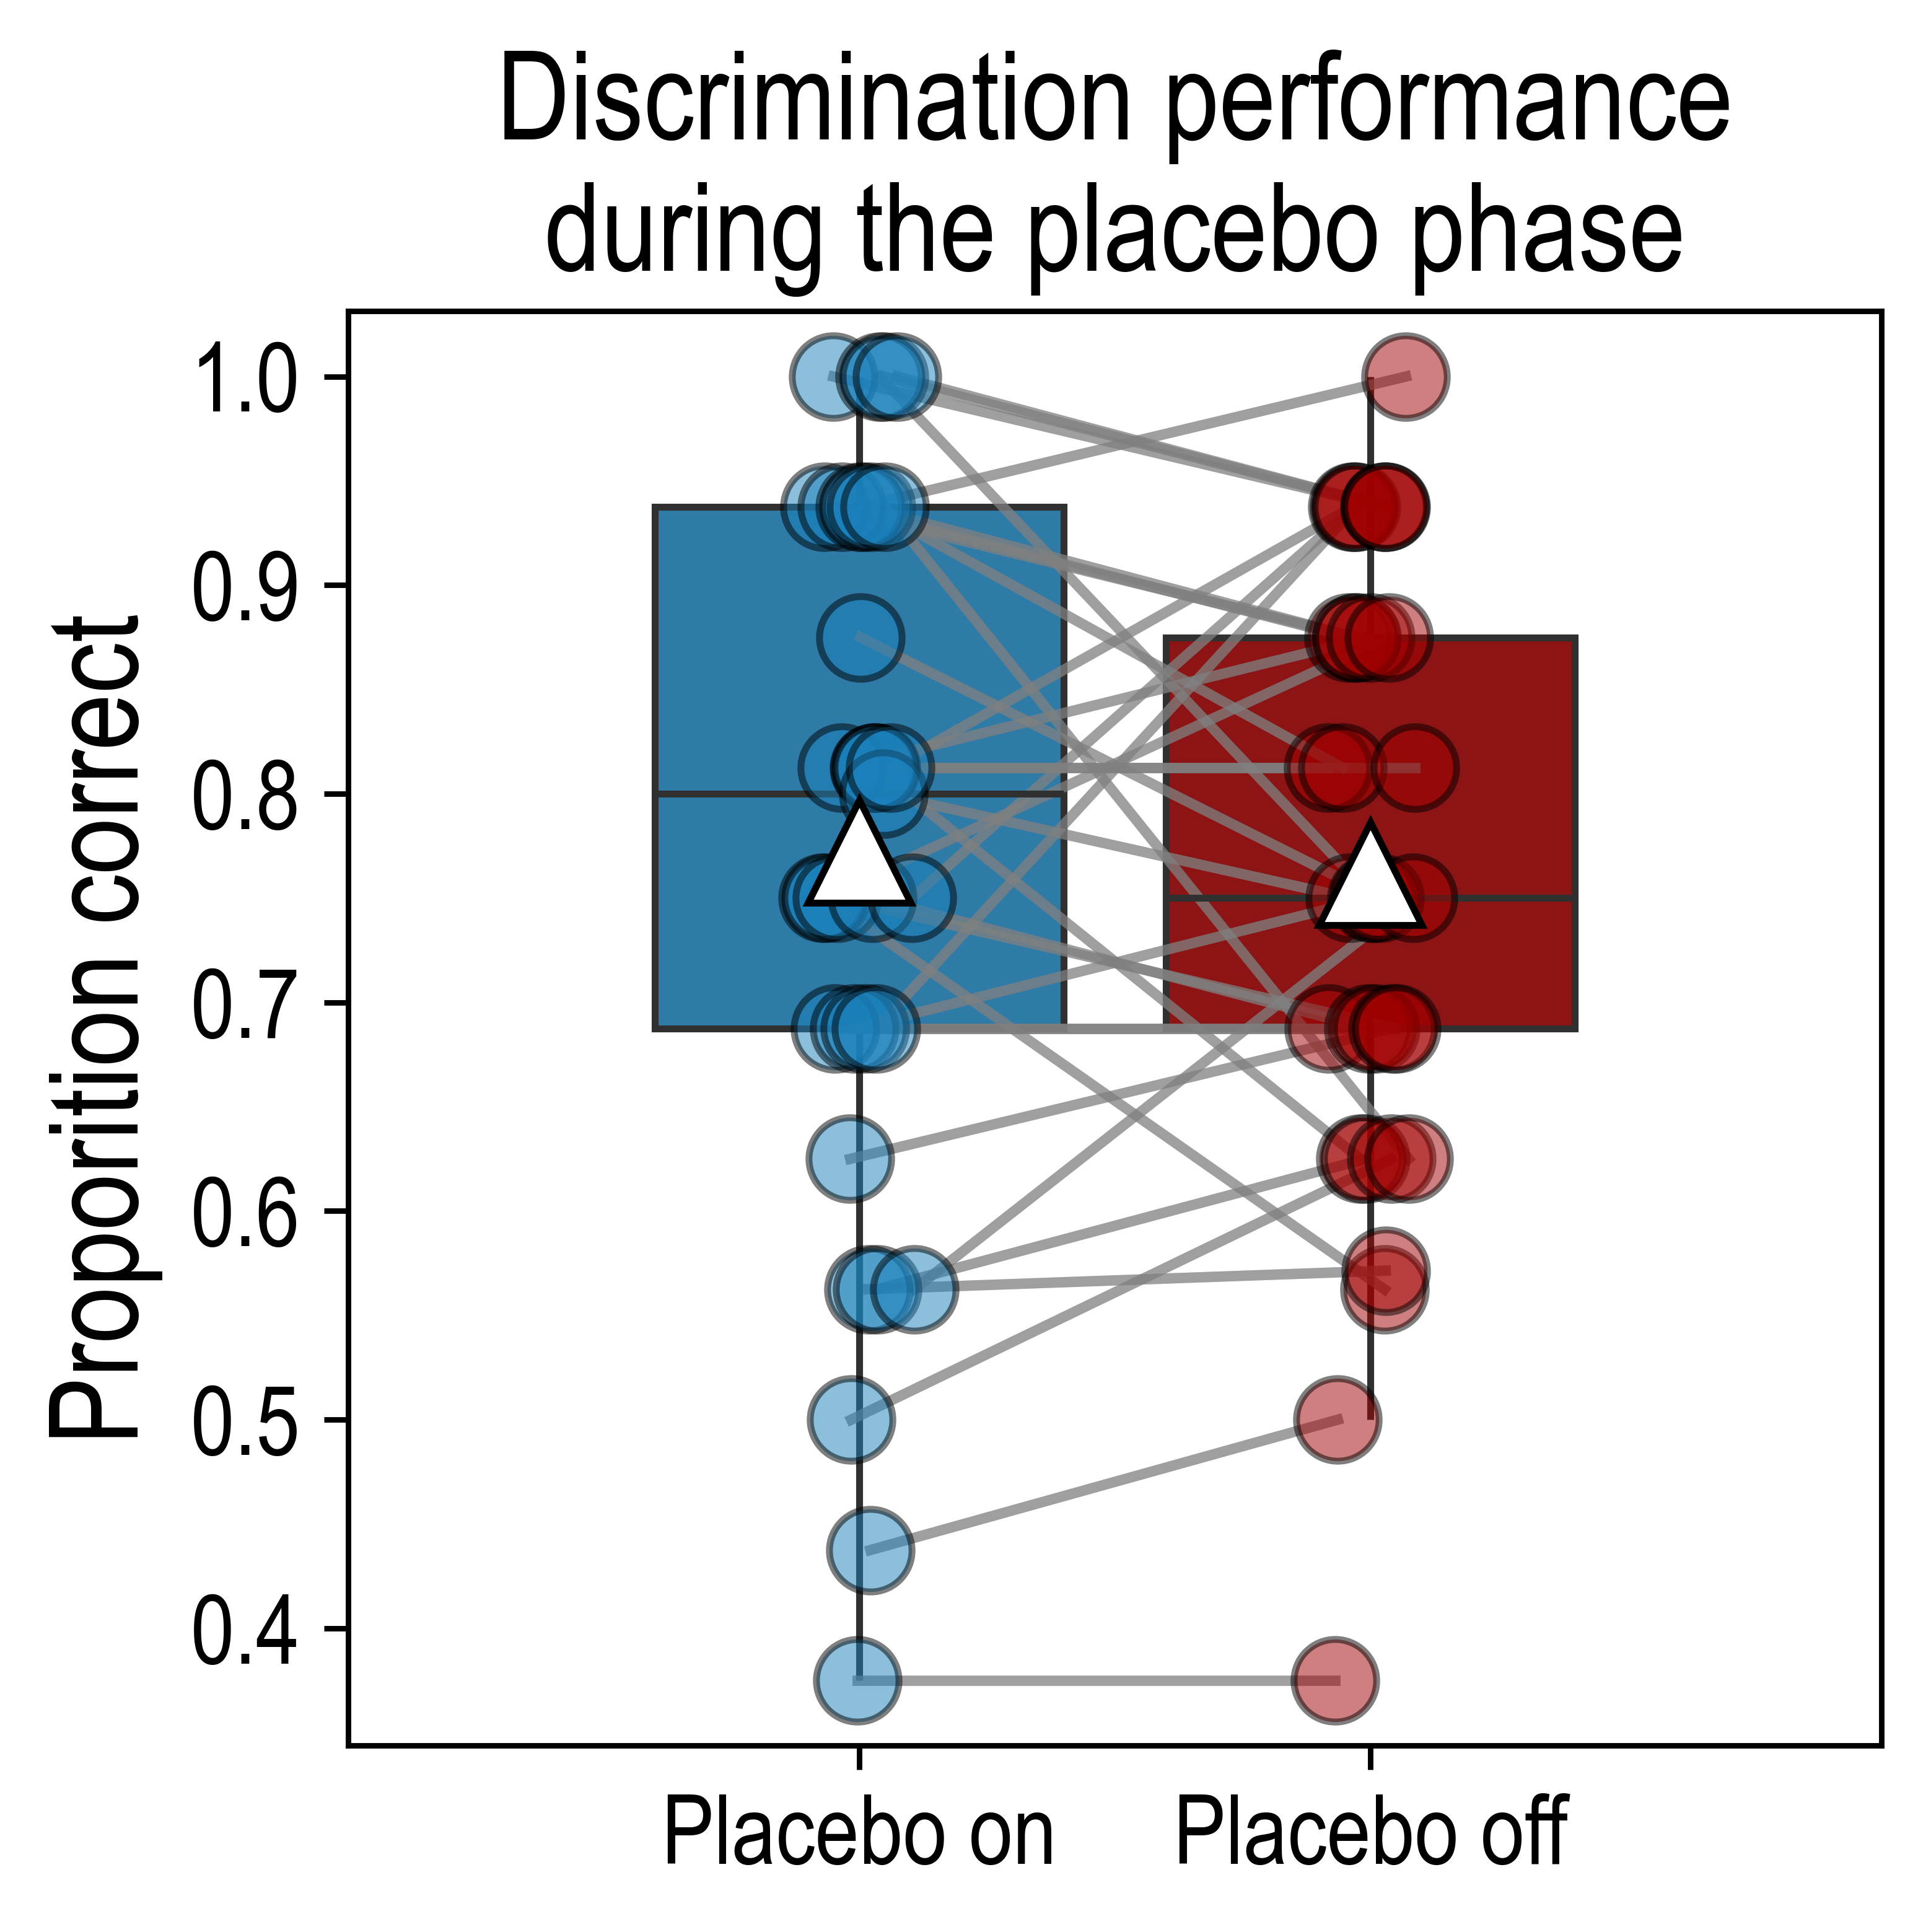 Discrimination performance
during the placebo phase
Proporition correct
1.0
0.9
0.8
0.7
0.6
0.5
0.4
Placebo on
Placebo off